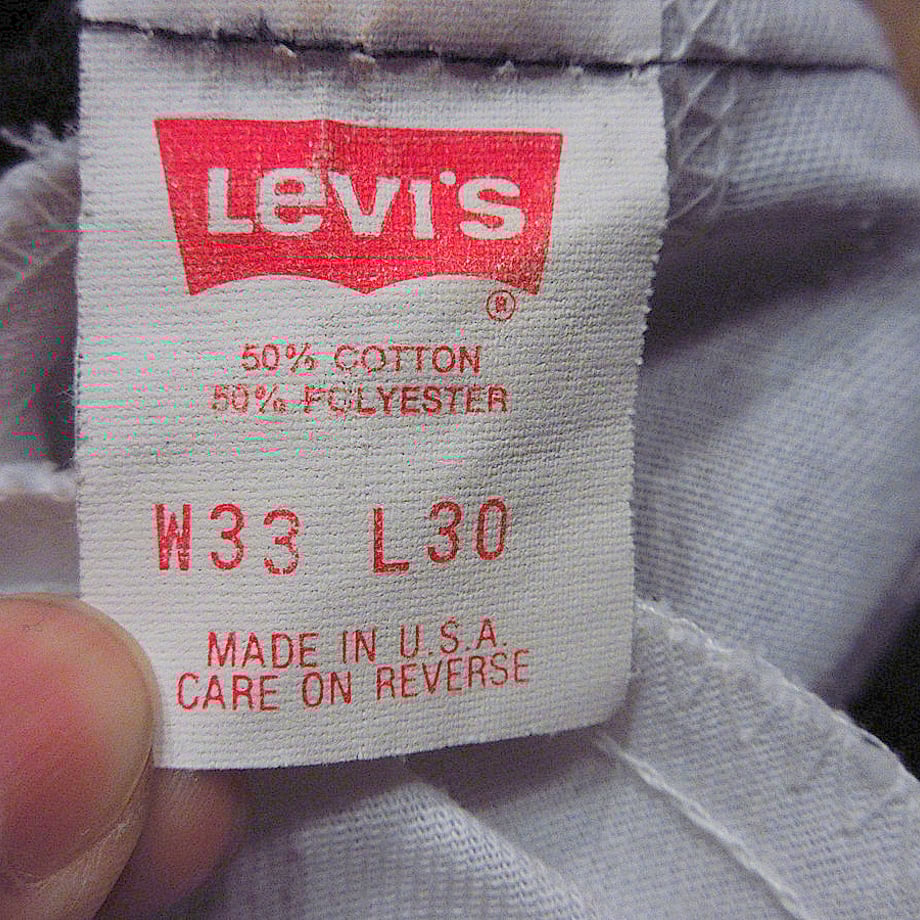 LEVI'S
®
50% COTTON
50% POLYESTER
W33 L30
MADE IN U.S.A.
CARE ON REVERSE